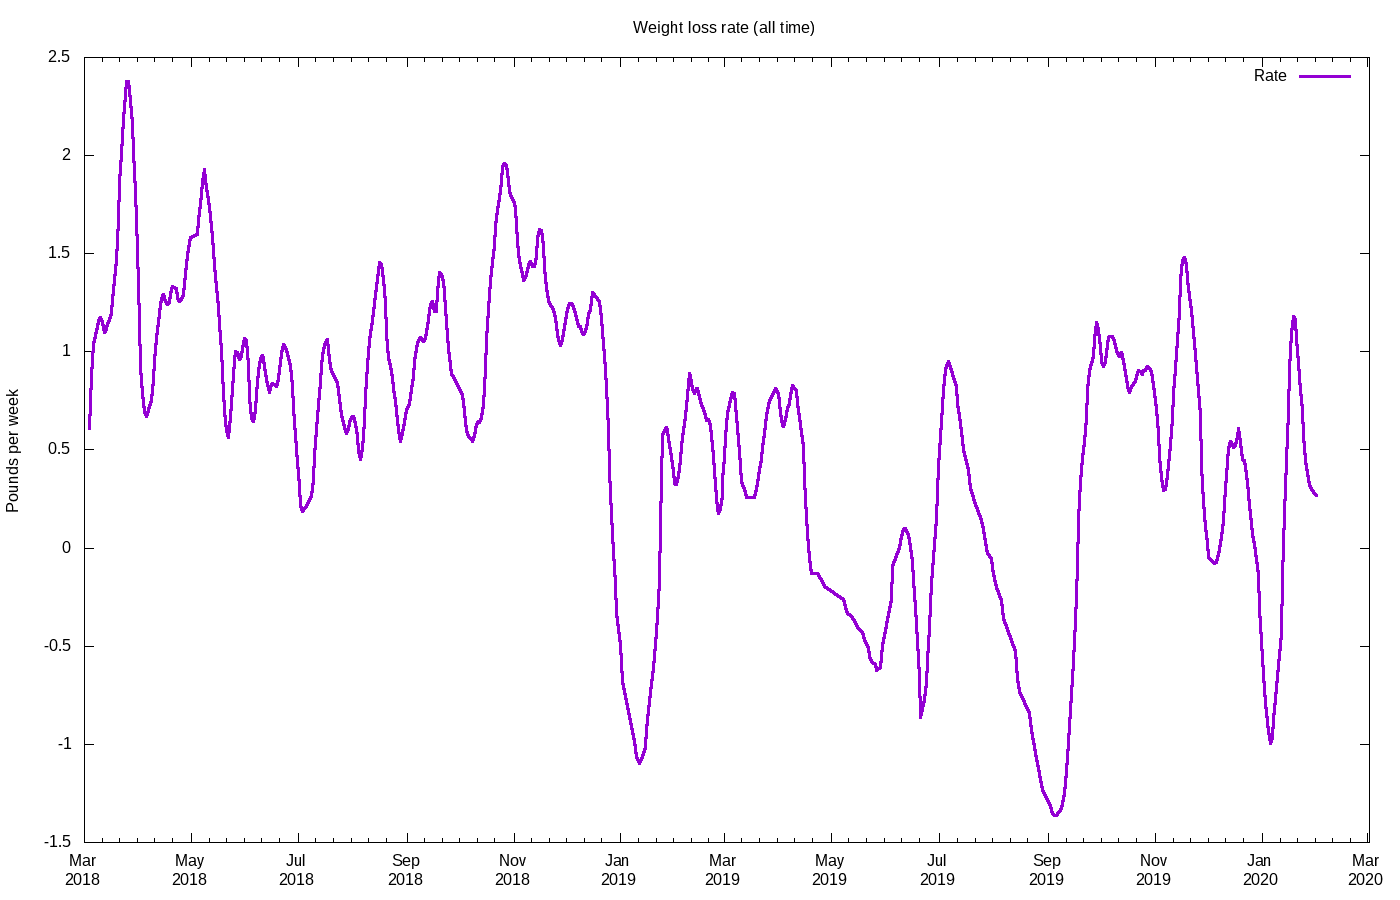 Weight loss rate (all time)
Rate
Pounds per week
2.5
2
1.5
1
0.5
0
-0.5
-1
-1.5
Mar 2018
May 2018
Jul 2018
Sep 2018
Nov 2018
Jan 2019
Mar 2019
May 2019
Jul 2019
Sep 2019
Nov 2019
Jan 2020
Mar 2020